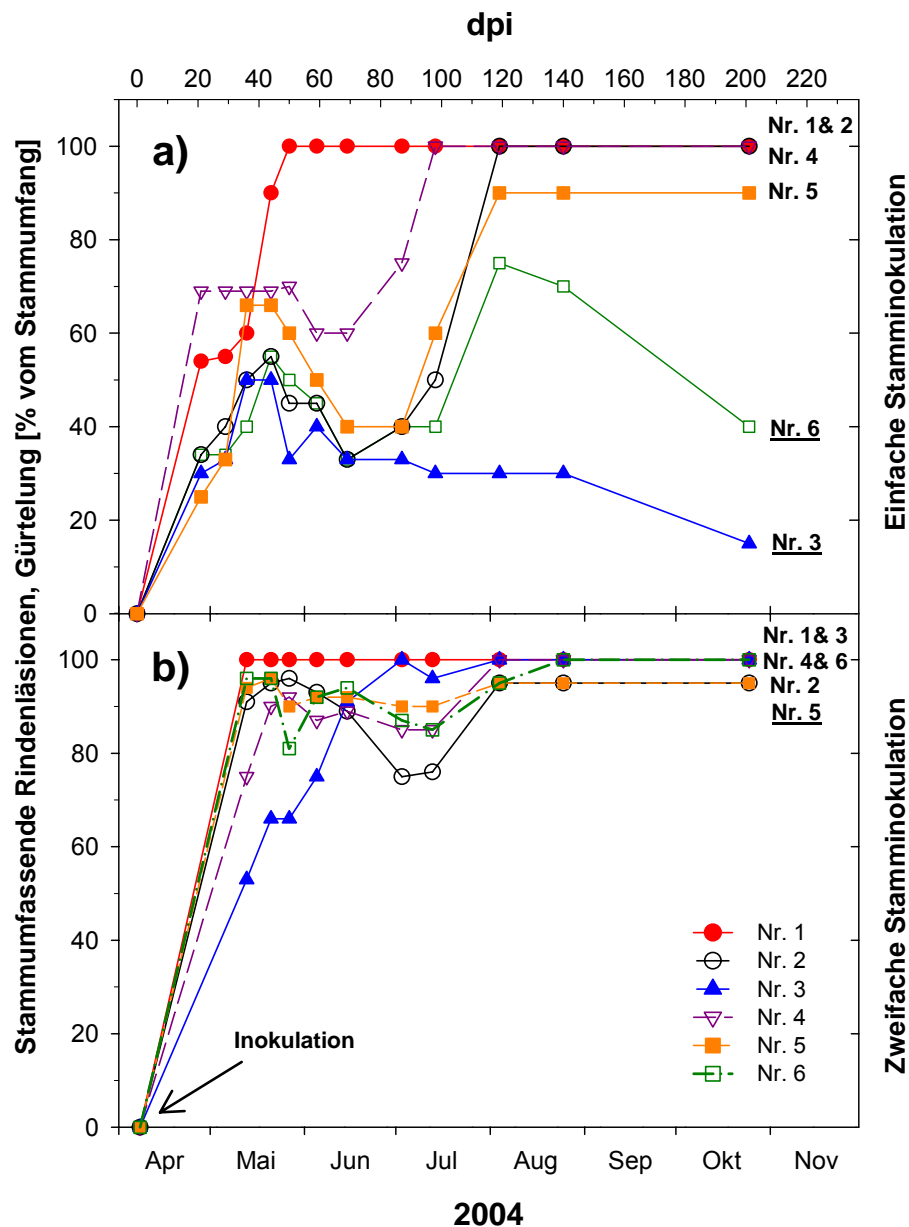 dpi
0 20 40 60 80 100 120 140 160 180 200 220
Stammumfassende Rindenläsionen, Gürtelung [% vom Stammumfang]
a)
100
80
60
40
20
0
Nr. 1& 2
Nr. 4
Nr. 5
Nr. 6
Nr. 3
Einfache Stamminokulation
b)
100
80
60
40
20
0
Nr. 1& 3
Nr. 4& 6
Nr. 2
Nr. 5
Zweifache Stamminokulation
Nr. 1
Nr. 2
Nr. 3
Nr. 4
Nr. 5
Nr. 6
Inokulation
Apr Mai Jun Jul Aug Sep Okt Nov
2004